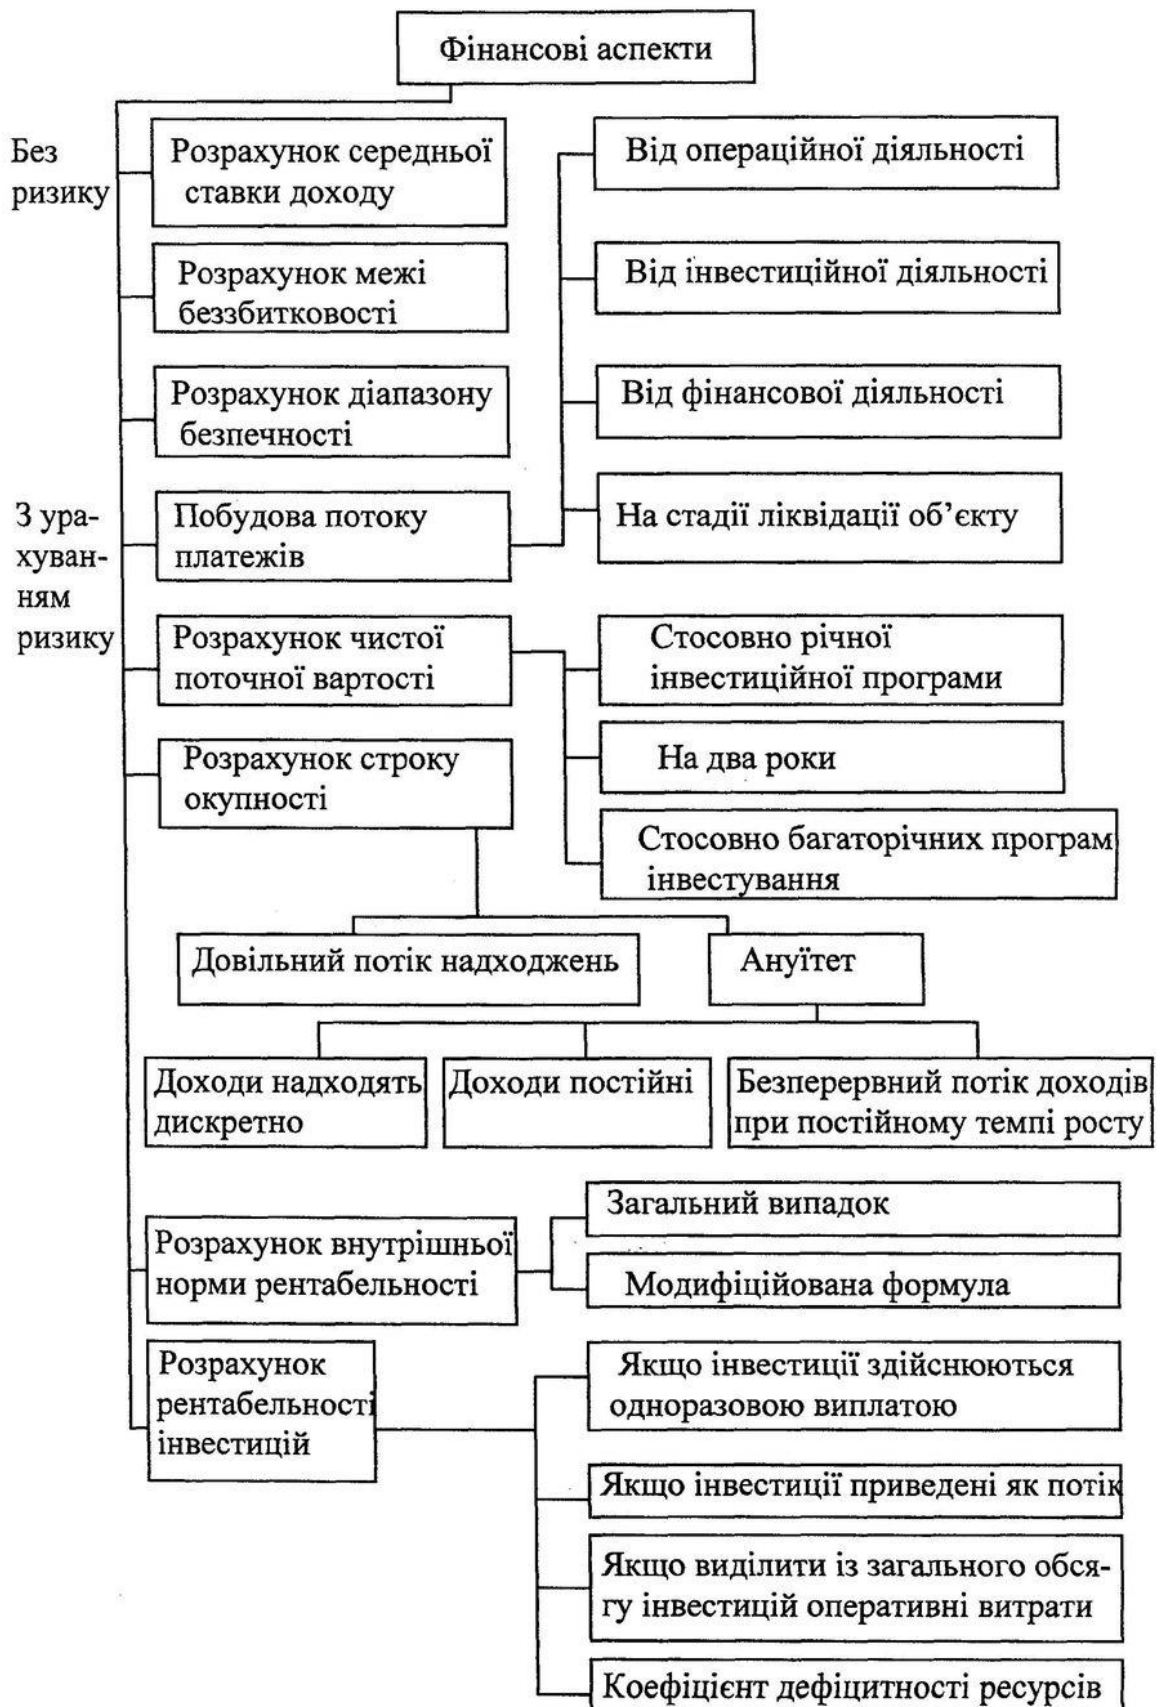 Фінансові аспекти
Без
ризику
Розрахунок середньої
ставки доходу
Від операційної діяльності
Розрахунок межі
беззбитковості
Від інвестиційної діяльності
Розрахунок діапазону
безпечності
Від фінансової діяльності
З ура-
хуван-
ням
ризику
Побудова потоку
платежів
На стадії ліквідації об’єкту
Розрахунок чистої
поточної вартості
Стосовно річної
інвестиційної програми
На два роки
Розрахунок строку
окупності
Стосовно багаторічних програм
інвестування
Довільний потік надходжень
Ануїтет
Доходи надходять
дискретно
Доходи постійні
Безперервний потік доходів
при постійному темпі росту
Розрахунок внутрішньої
норми рентабельності
Загальний випадок
Модифіційована формула
Розрахунок
рентабельності
інвестицій
Якщо інвестиції здійснюються
одноразовою виплатою
Якщо інвестиції приведені як потік
Якщо виділити із загального обся-
гу інвестицій оперативні витрати
Коефіцієнт дефіцитності ресурсів